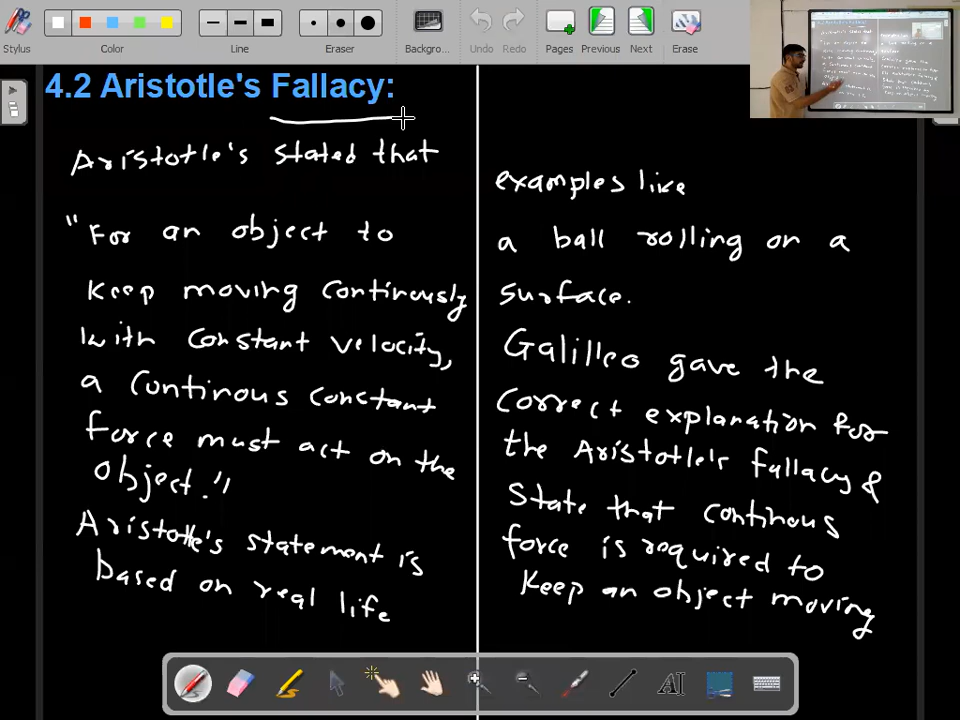 Stylus
Color
Line
Eraser
Backgro...
Undo
Redo
Pages
Previous
Next
Erase
4.2 Aristotle's Fallacy:
Aristotle's stated that
"For an object to
keep moving continously
with constant velocity,
a continous constant
force must act on the
object."
Aristotle's statement is
based on real life
examples like
a ball rolling on a
surface.
Galilleo gave the
correct explanation for
the Aristotle's fullacy &
state that continous
force is required to
keep an object moving
AI